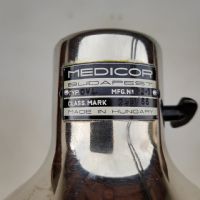 MEDICOR
BUDAPEST
TYP
MFG.Nº
CLASS. MARK
MADE IN HUNGARY